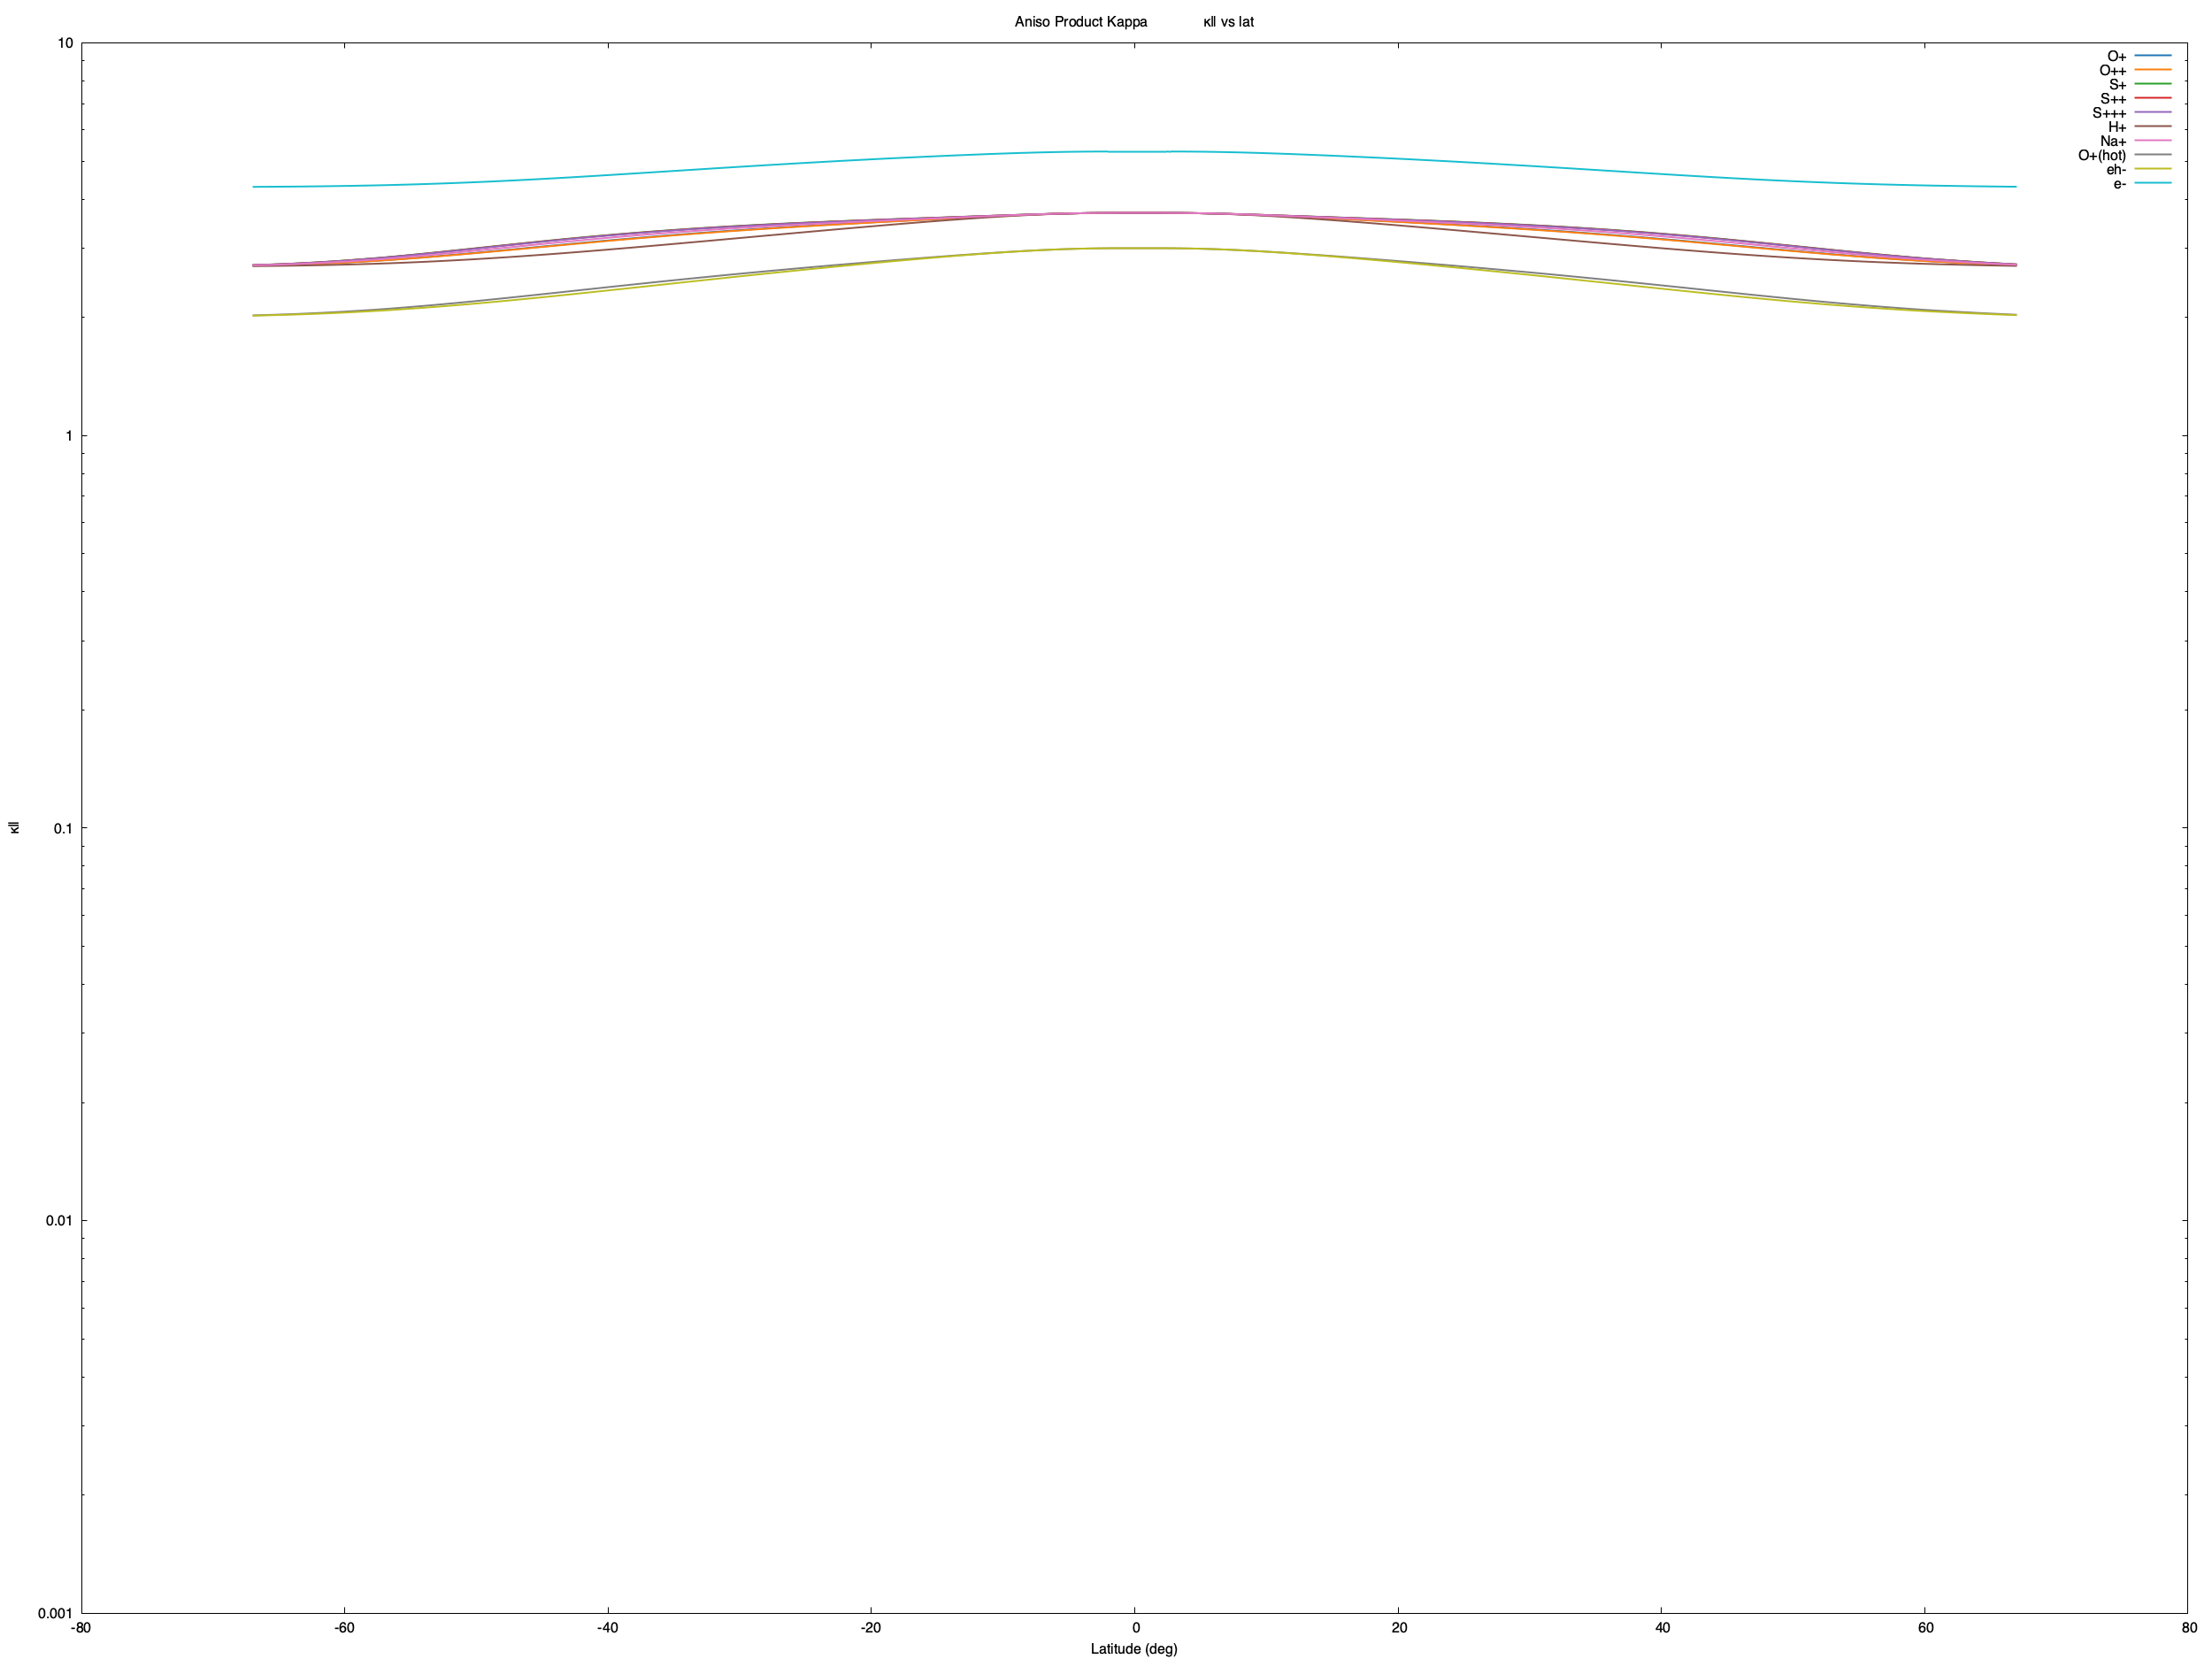 Aniso Product Kappa κll vs lat
10
1
0.1
0.01
0.001
κll
O+
O++
S+
S++
S+++
H+
Na+
O+(hot)
eh-
e-
-80 -60 -40 -20 0 20 40 60 80
Latitude (deg)